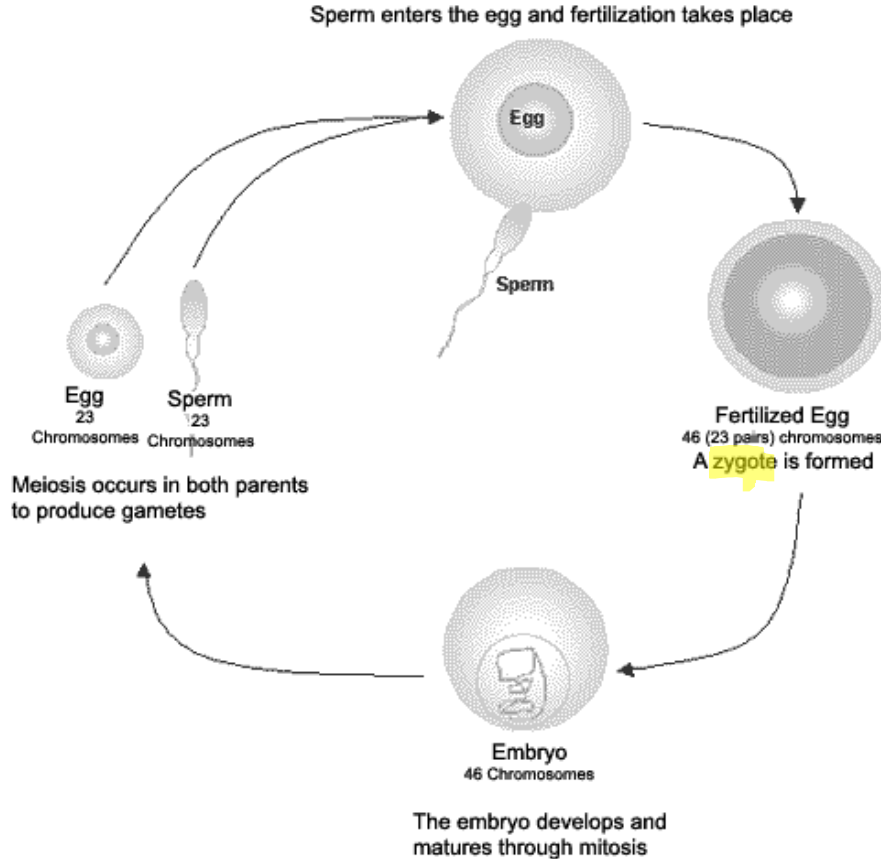 Sperm enters the egg and fertilization takes place
Egg
Sperm
Egg
23
Chromosomes
Sperm
23
Chromosomes
Meiosis occurs in both parents
to produce gametes
Fertilized Egg
46 (23 pairs) chromosomes
A zygote is formed
Embryo
46 Chromosomes
The embryo develops and
matures through mitosis